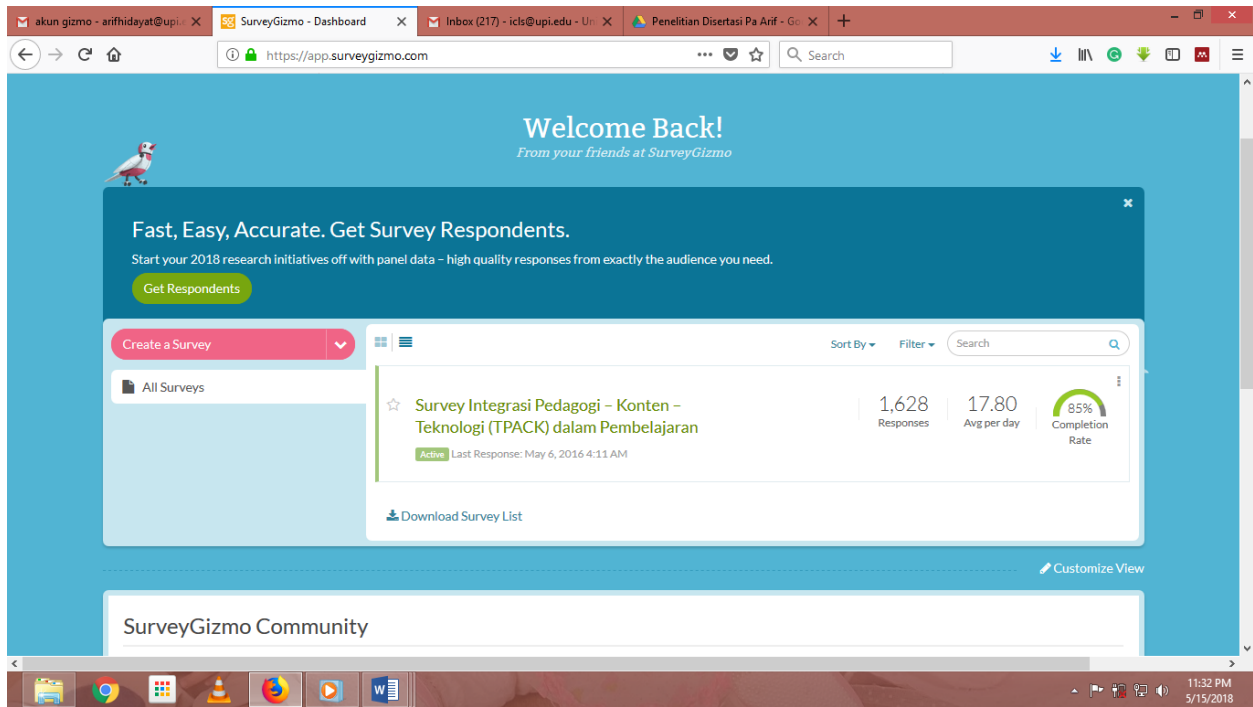 akun gizmo - arifhidayat@upi.e
SurveyGizmo - Dashboard
Inbox (217) - icls@upi.edu - Uni
Penelitian Disertasi Pa Arif - Go
https://app.surveygizmo.com
Search
Welcome Back!
From your friends at SurveyGizmo
Fast, Easy, Accurate. Get Survey Respondents.
Start your 2018 research initiatives off with panel data – high quality responses from exactly the audience you need.
Get Respondents
Create a Survey
All Surveys
Sort By
Filter
Search
Survey Integrasi Pedagogi – Konten –
Teknologi (TPACK) dalam Pembelajaran
Active Last Response: May 6, 2016 4:11 AM
1,628
Responses
17.80
Avg per day
85%
Completion
Rate
Download Survey List
Customize View
SurveyGizmo Community
11:32 PM
5/15/2018